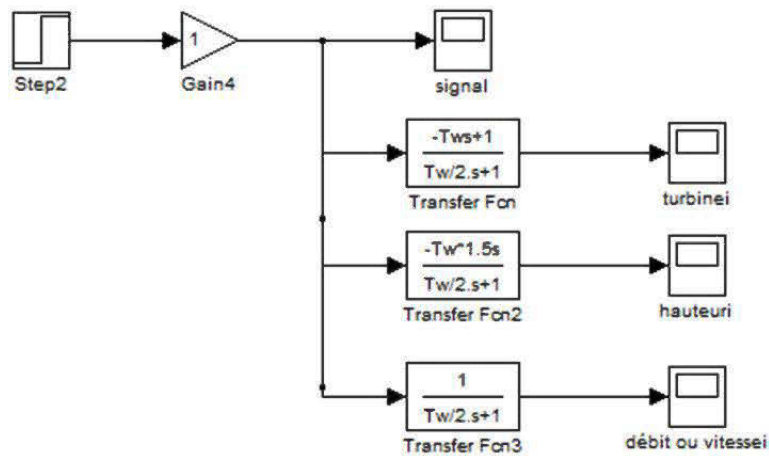 Step2
1
Gain4
signal
-Tws+1
Tw/2.s+1
Transfer Fcn
turbinei
-Tw^1.5s
Tw/2.s+1
Transfer Fcn2
hauteuri
1
Tw/2.s+1
Transfer Fcn3
débit ou vitessei